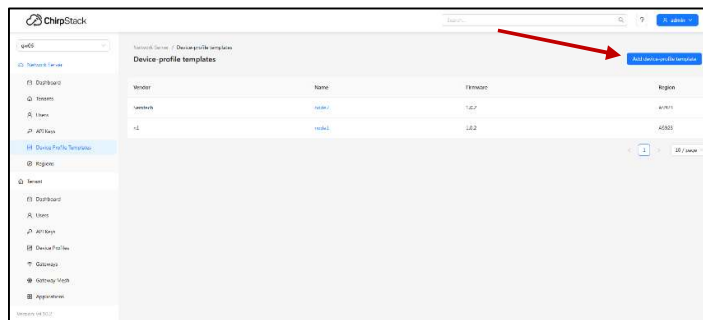 ChirpStack
Search...
?
admin
gw06
Network Server / Device-profile templates
Device-profile templates
Add device-profile template
Network Server
Dashboard
Tenants
Users
API Keys
Device Profile Templates
Regions
Vendor Name Firmware Region
1.0.2 AS923
1.0.2 AS923
1
10 / page
Tenant
Dashboard
Users
API Keys
Device Profiles
Gateways
Gateway Mesh
Applications